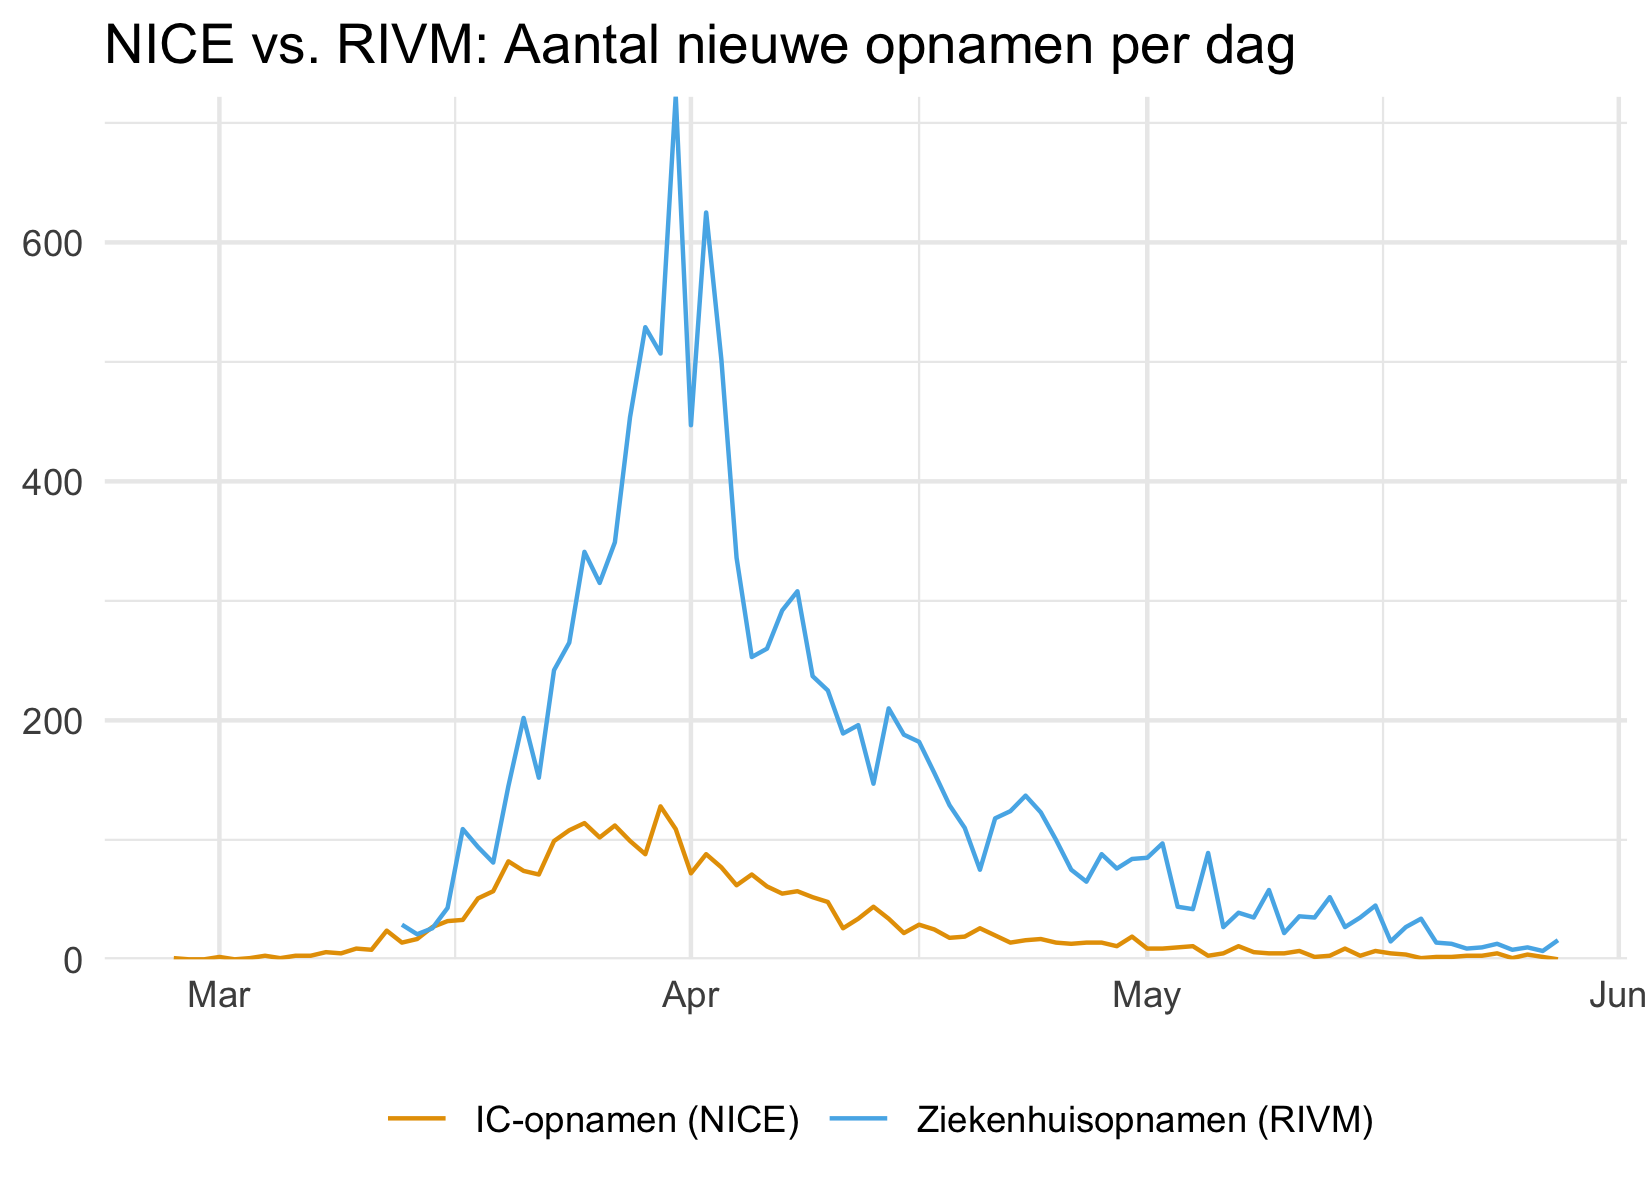 NICE vs. RIVM: Aantal nieuwe opnamen per dag
600
400
200
0
Mar Apr May Jun
IC-opnamen (NICE) Ziekenhuisopnamen (RIVM)